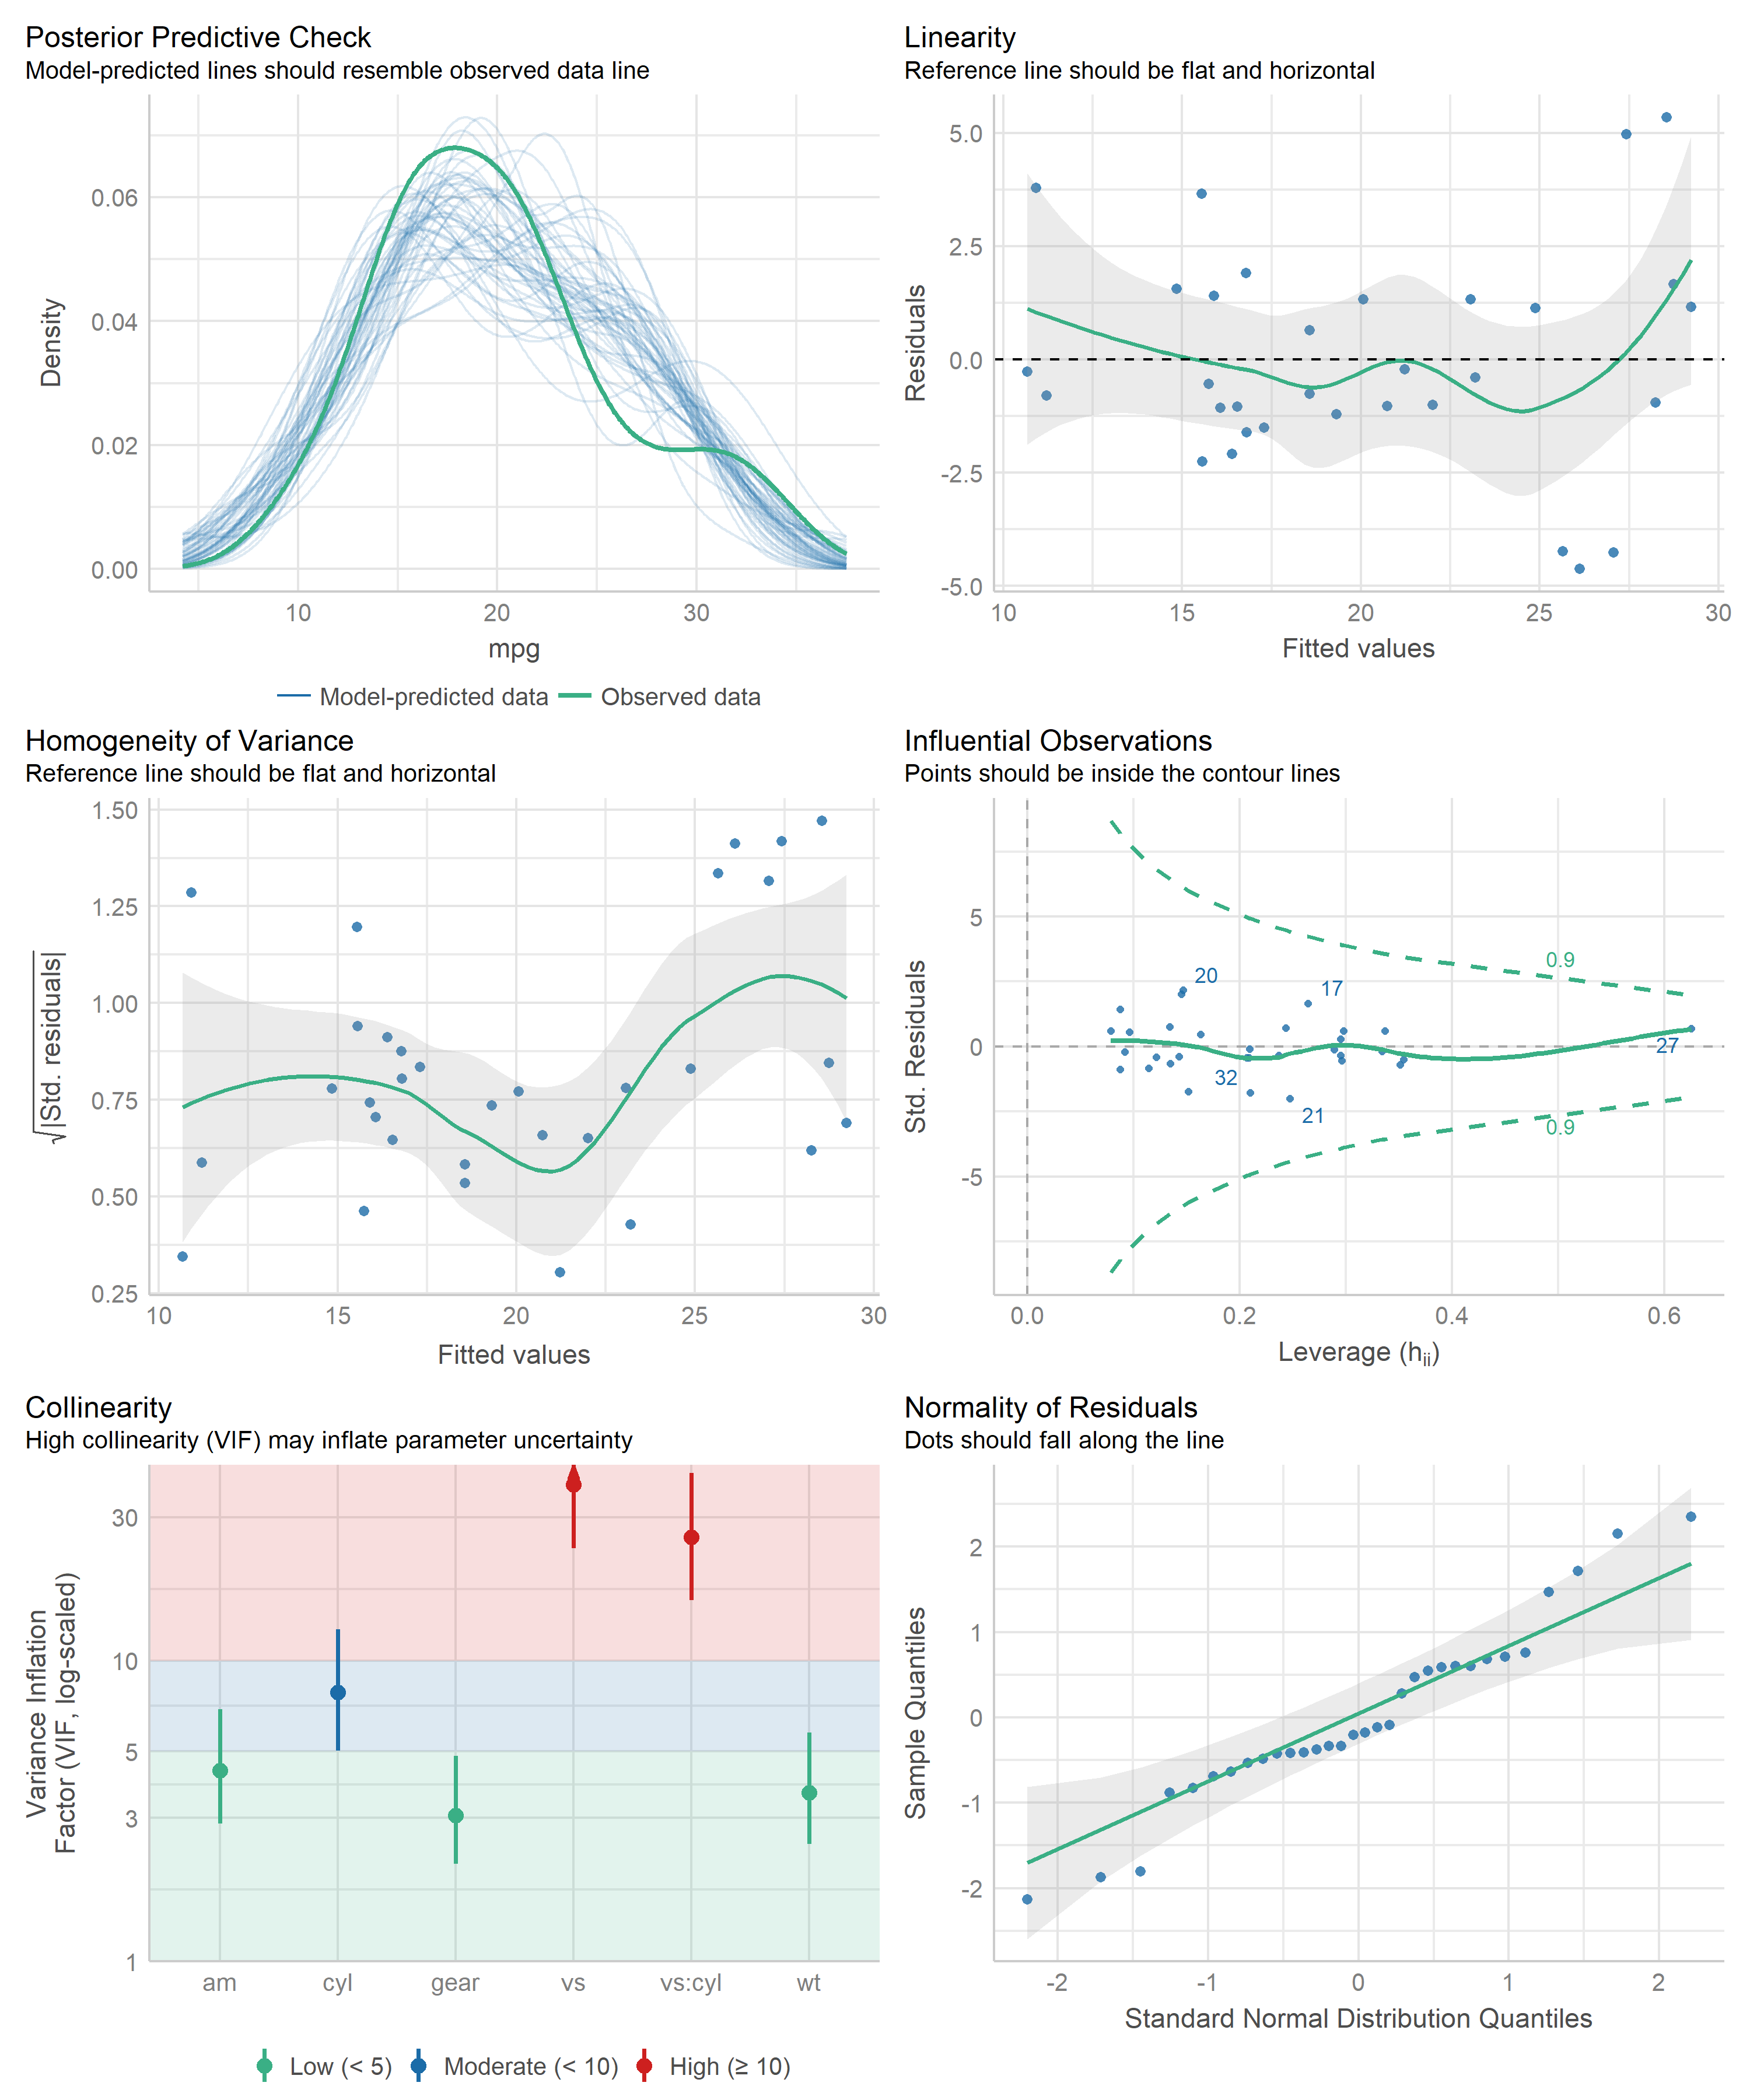 Posterior Predictive Check
Model-predicted lines should resemble observed data line
0.06
0.04
0.02
0.00
Density
10 20 30
mpg
Model-predicted data Observed data
Linearity
Reference line should be flat and horizontal
5.0
2.5
0.0
-2.5
-5.0
Residuals
10 15 20 25 30
Fitted values
Homogeneity of Variance
Reference line should be flat and horizontal
1.50
1.25
1.00
0.75
0.50
0.25
√|Std. residuals|
10 15 20 25 30
Fitted values
Influential Observations
Points should be inside the contour lines
5
0
-5
Std. Residuals
0.9
20
17
27
32
21
0.9
0.0 0.2 0.4 0.6
Leverage (hii)
Collinearity
High collinearity (VIF) may inflate parameter uncertainty
30
10
5
3
1
Variance Inflation
Factor (VIF, log-scaled)
am cyl gear vs vs:cyl wt
Low (< 5) Moderate (< 10) High (≥ 10)
Normality of Residuals
Dots should fall along the line
2
1
0
-1
-2
Sample Quantiles
-2 -1 0 1 2
Standard Normal Distribution Quantiles